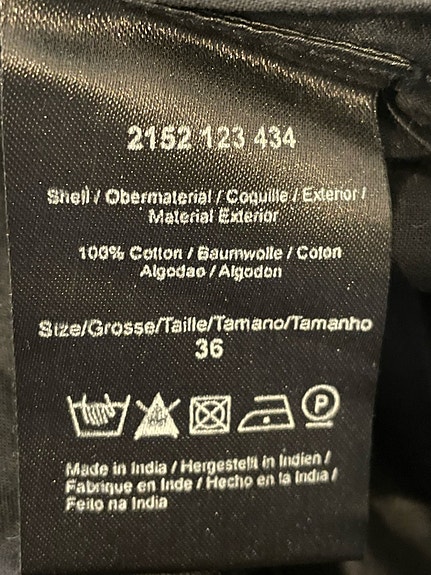 2152 123 434
Shell / Obermaterial / Coquille / Exterior /
Material Exterior
100% Cotton / Baumwolle / Coton
Algodao / Algodon
Size/Grosse/Taille/Tamano/Tamanho
36
P
Made in India / Hergestellt in Indien /
Fabrique en Inde / Hecho en la India /
Feito na India